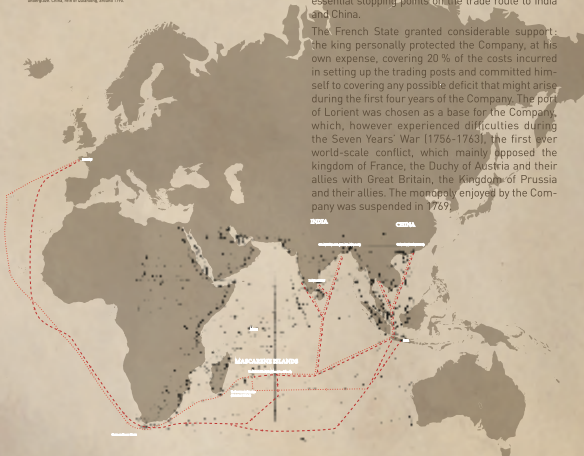 essential stopping points on the trade route to India
and China.
The French State granted considerable support:
the king personally protected the Company, at his
own expense, covering 20 % of the costs incurred
in setting up the trading posts and committed him-
self to covering any possible deficit that might arise
during the first four years of the Company. The port
of Lorient was chosen as a base for the Company,
which, however experienced difficulties during
the Seven Years' War (1756-1763), the first ever
world-scale conflict, which mainly opposed the
kingdom of France, the Duchy of Austria and their
allies with Great Britain, the Kingdom of Prussia
and their allies. The monopoly enjoyed by the Com-
pany was suspended in 1769.
INDIA
CHINA
MASCARENE ISLANDS